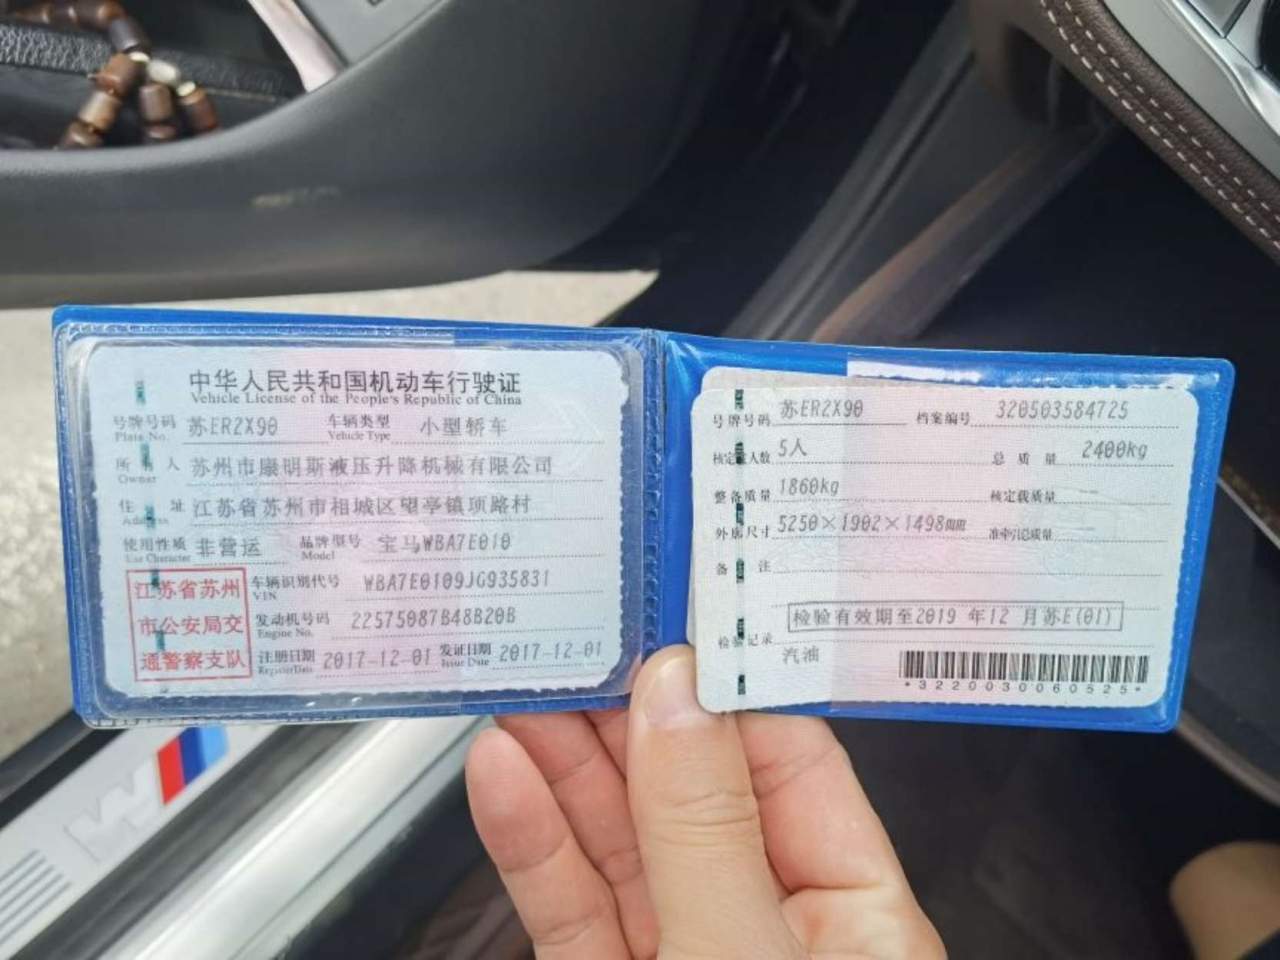 中华人民共和国机动车行驶证
Vehicle License of the People's Republic of China
号牌号码 Plate No. 苏ER2X90 车辆类型 Vehicle Type 小型轿车
所有人 Owner 苏州市康明斯液压升降机械有限公司
住址 Address 江苏省苏州市相城区望亭镇项路村
使用性质 Use Character 非营运 品牌型号 Model 宝马WBA7E010
江苏省苏州
市公安局交
通警察支队
车辆识别代号 VIN WBA7E0109JG935831
发动机号码 Engine No. 22575087B48B20B
注册日期 Register Date 2017-12-01 发证日期 Issue Date 2017-12-01
号牌号码 苏ER2X90 档案编号 320503584725
核定载人数 5人 总质量 2400kg
整备质量 1860kg 核定载质量 --
外廓尺寸 5250×1902×1498mm 准牵引总质量 --
备注
检验有效期至2019 年12 月苏E(01)
检验记录
汽油
*3220030060525*